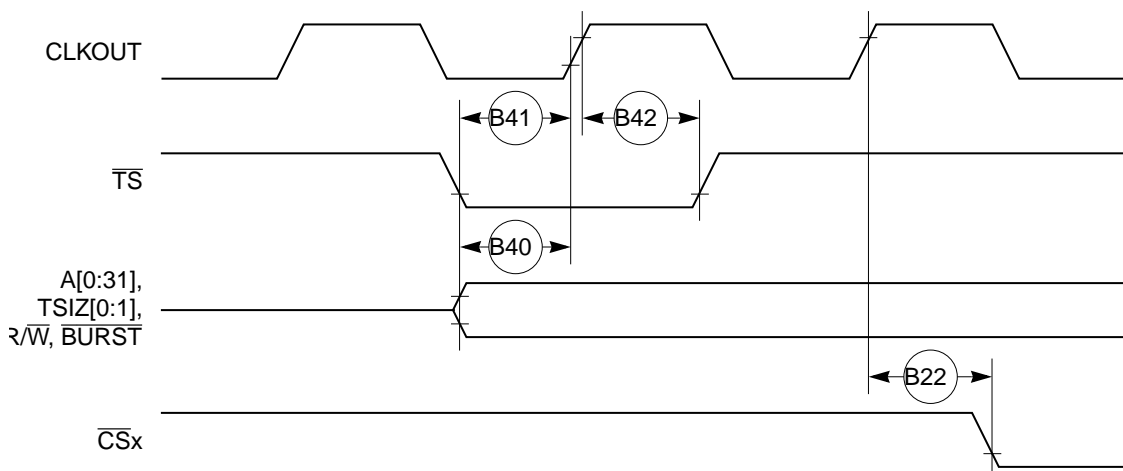 CLKOUT
B41
B42
TS
B40
A[0:31],
TSIZ[0:1],
R/W, BURST
B22
CSx